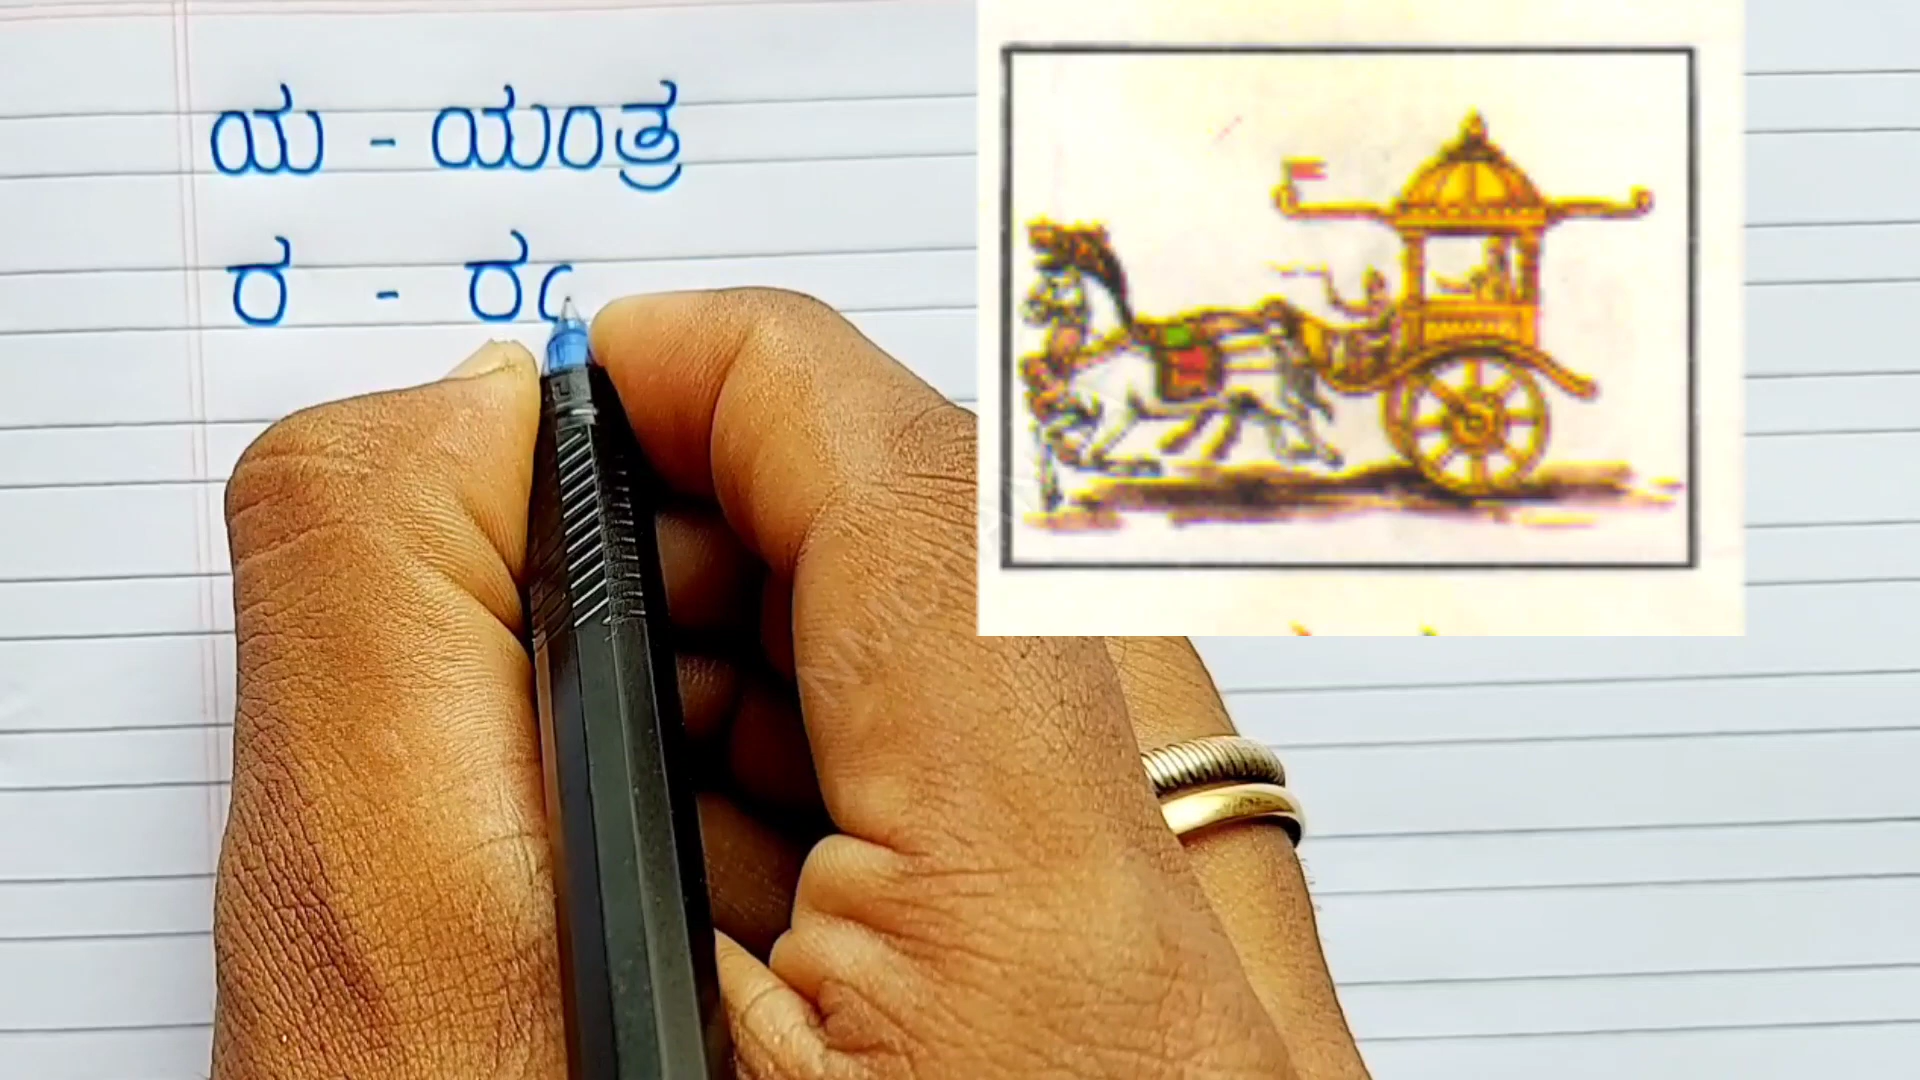 ಯ - ಯಂತ್ರ
ರ - ರ